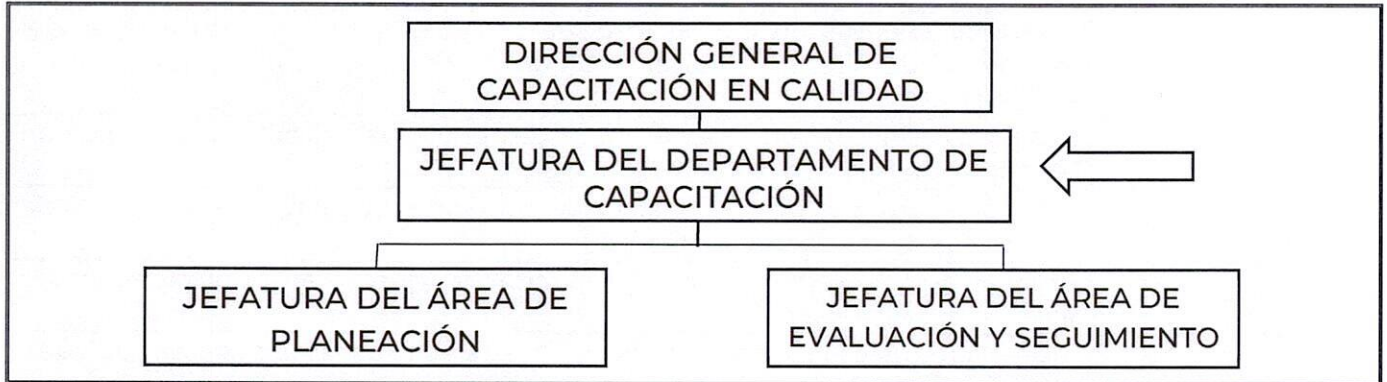 DIRECCIÓN GENERAL DE
CAPACITACIÓN EN CALIDAD
JEFATURA DEL DEPARTAMENTO DE
CAPACITACIÓN
JEFATURA DEL ÁREA DE
PLANEACIÓN
JEFATURA DEL ÁREA DE
EVALUACIÓN Y SEGUIMIENTO